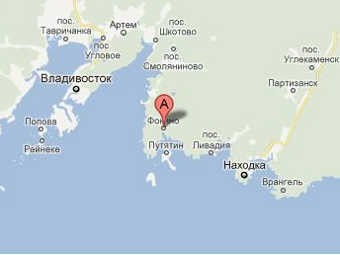 пос.
Тавричанка
Артем
пос.
Угловое
пос.
Шкотово
пос.
Смоляниново
пос.
Углекаменск
Владивосток
Партизанск
A
Фокино
Попова
Рейнеке
Путятин
пос.
Ливадия
Находка
Врангель